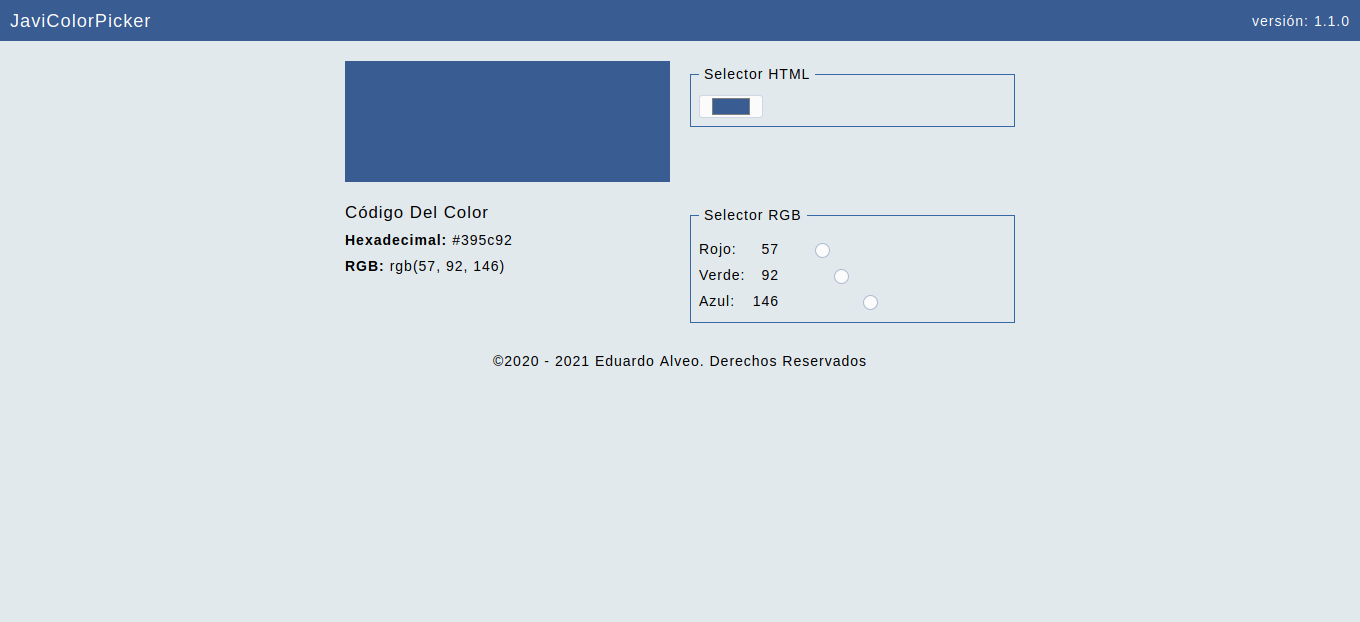 JaviColorPicker
versión: 1.1.0
Selector HTML
Código Del Color
Hexadecimal: #395c92
RGB: rgb(57, 92, 146)
Selector RGB
Rojo: 57
Verde: 92
Azul: 146
©2020 - 2021 Eduardo Alveo. Derechos Reservados